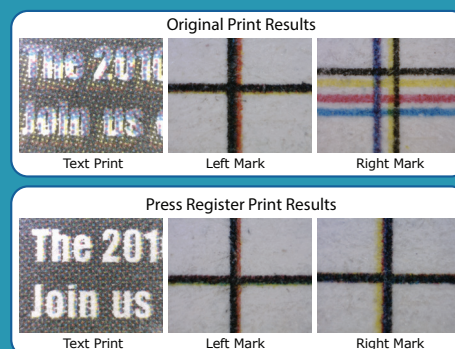 Original Print Results
The 201
Join us
Text Print
Left Mark
Right Mark
Press Register Print Results
The 201
Join us
Text Print
Left Mark
Right Mark